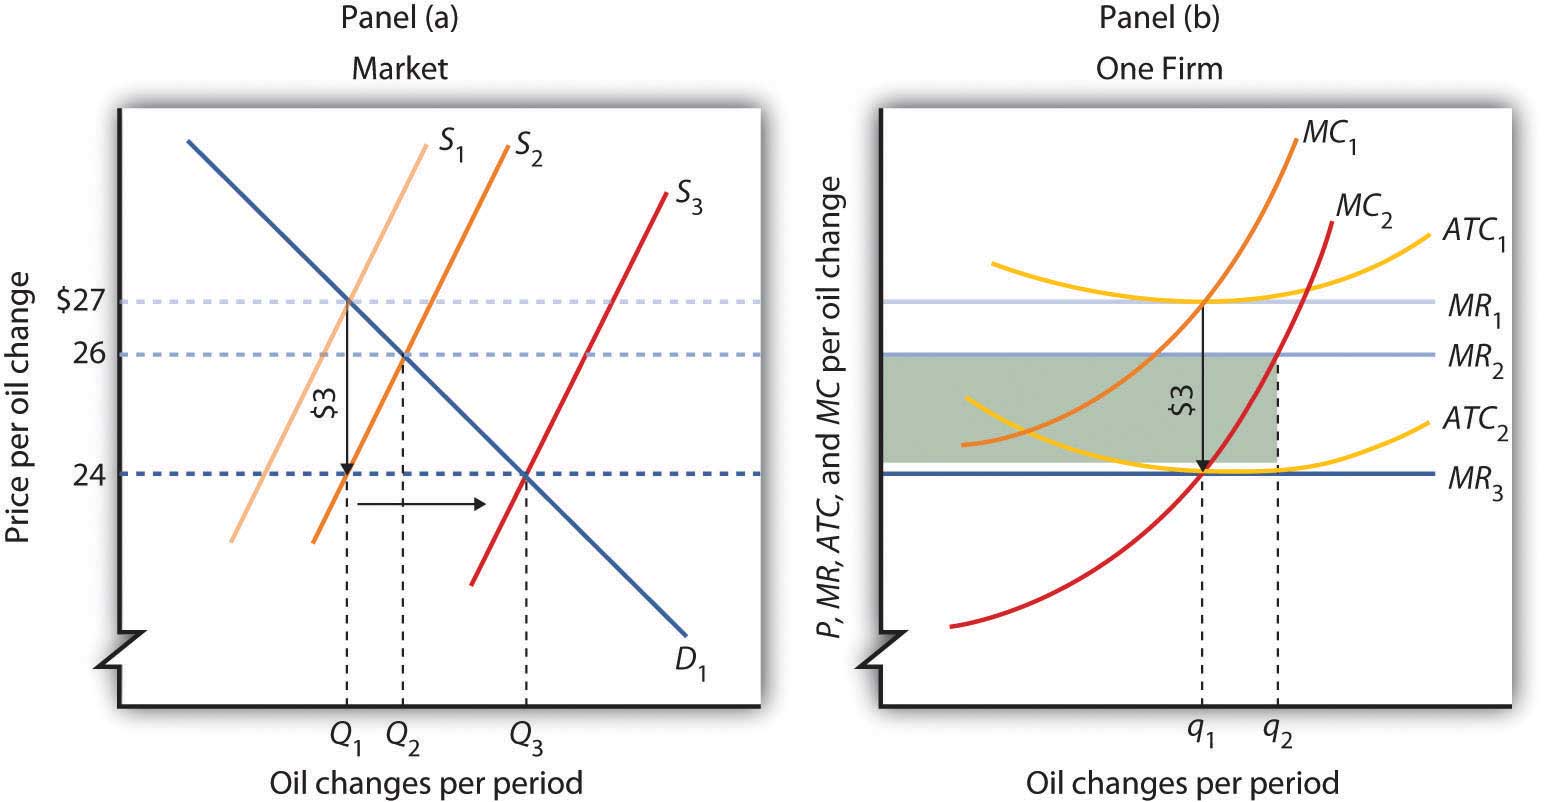 Panel (a)
Market
Price per oil change
$27
26
24
$3
S1
S2
S3
D1
Q1
Q2
Q3
Oil changes per period
Panel (b)
One Firm
P, MR, ATC, and MC per oil change
$3
MC1
MC2
ATC1
MR1
MR2
ATC2
MR3
q1
q2
Oil changes per period